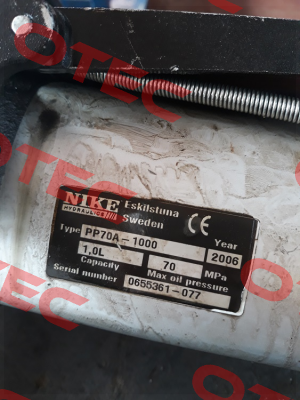 OTEC
NIKE Eskilstuna
HYDRAULICS Sweden CE
Type PP70A-1000 Year
1.0L 70 MPa 2006
Capacity Max oil pressure
Serial number 0655361-077
OTEC
OTEC